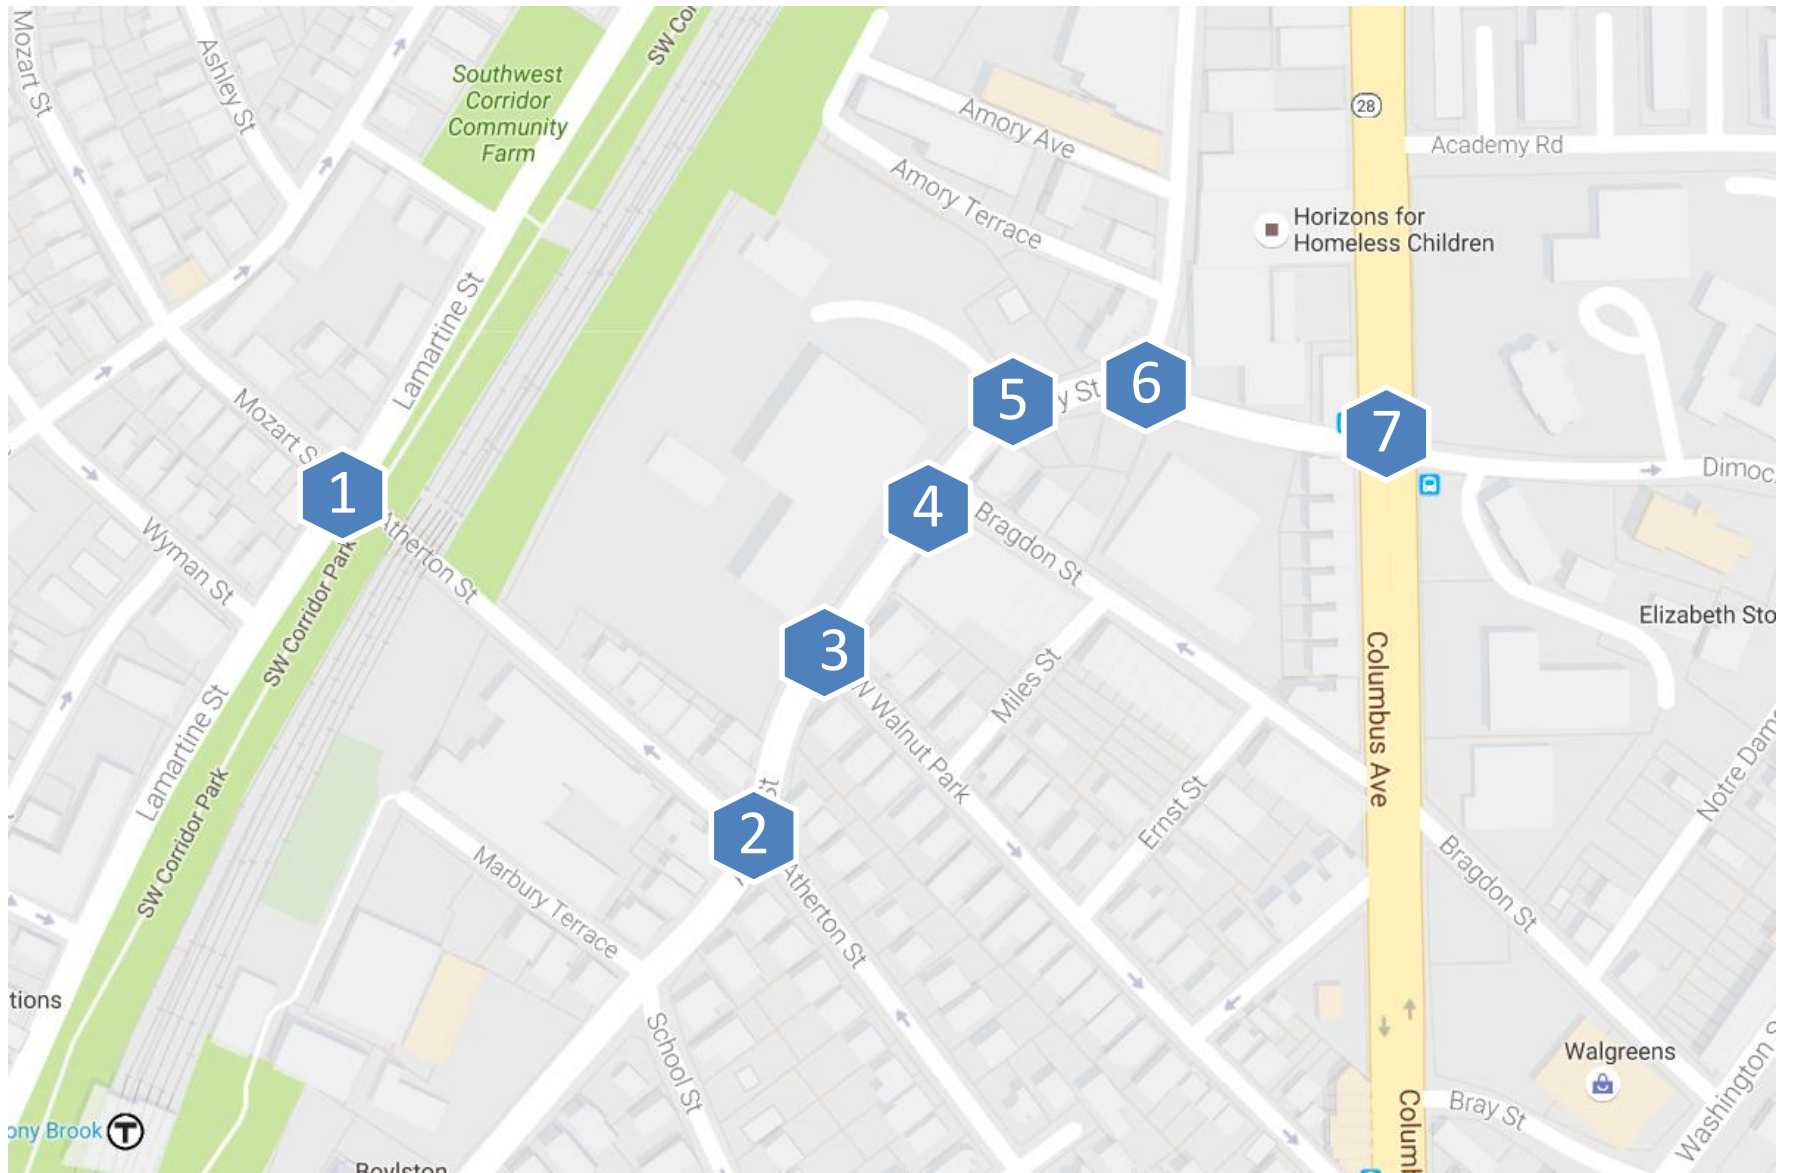 Mozart St
Ashley St
SW Cor
Southwest
Corridor
Community
Farm
Amory Ave
28
Academy Rd
Amory Terrace
Horizons for
Homeless Children
Lamartine St
Mozart S
5
y St
6
7
1
4
Dimoc
Atherton St
Bragdon St
Wyman St
SW Corridor Park
3
Elizabeth Sto
Miles St
W Walnut Park
Columbus Ave
Lamartine St
Notre Dam
SW Corridor Park
st
2
Ernst St
Marbury Terrace
Atherton St
Bragdon St
tions
School St
Walgreens
Colum
Bray St
Washington S
ony Brook
T
Boylston